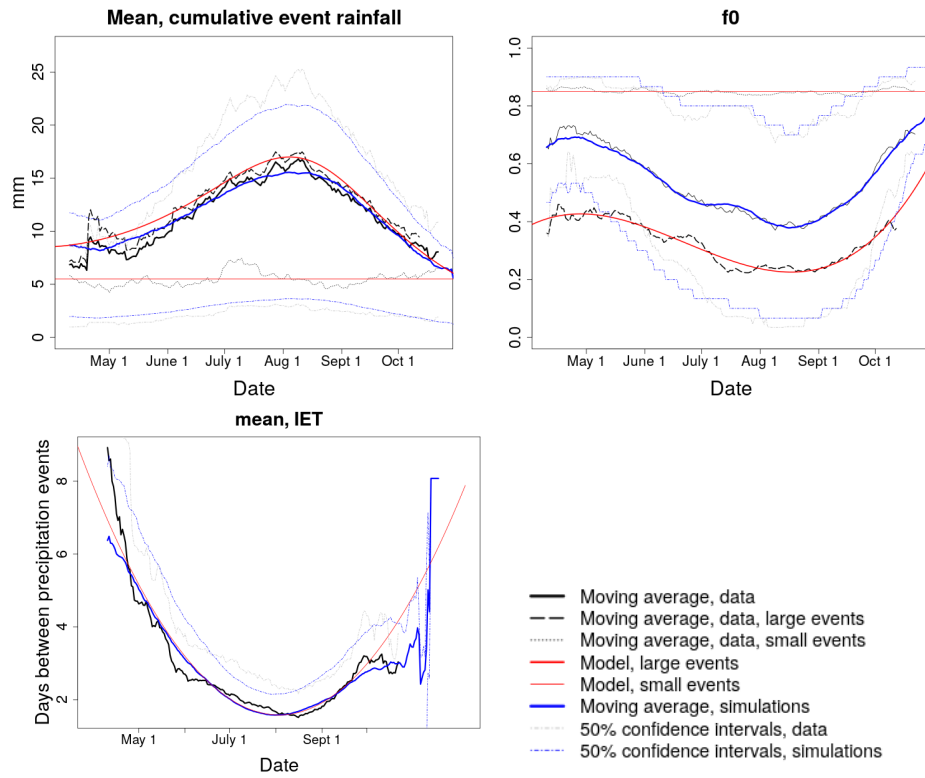 Mean, cumulative event rainfall
mm
25
20
15
10
5
0
May 1 June 1 July 1 Aug 1 Sept 1 Oct 1
Date
f0
1.0
0.8
0.6
0.4
0.2
0.0
May 1 July 1 Aug 1 Sept 1 Oct 1
Date
mean, IET
Days between precipitation events
8
6
4
2
May 1 July 1 Sept 1
Date
Moving average, data
Moving average, data, large events
Moving average, data, small events
Model, large events
Model, small events
Moving average, simulations
50% confidence intervals, data
50% confidence intervals, simulations